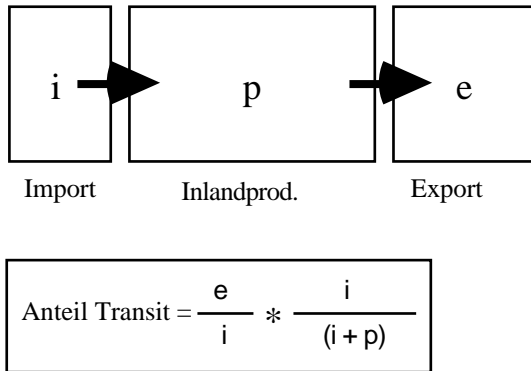 i p e
Import Inlandprod. Export
Anteil Transit = e/i * i/(i + p)